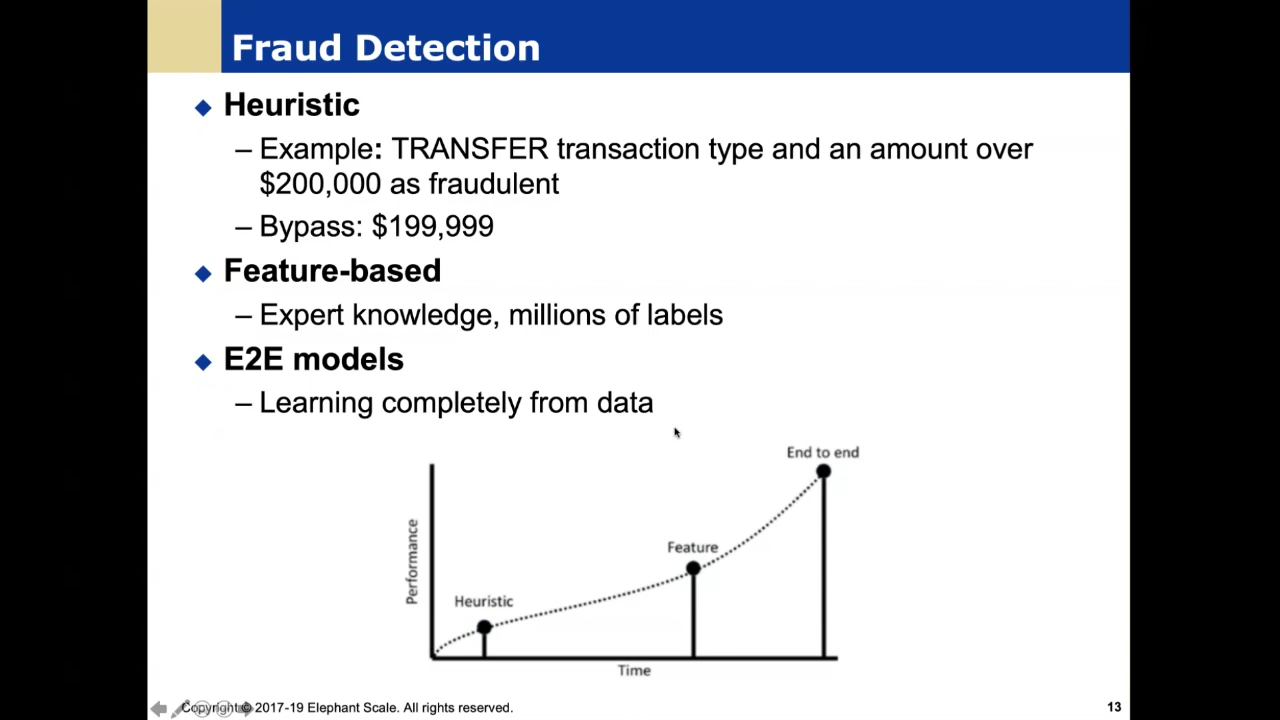 Fraud Detection
Heuristic
– Example: TRANSFER transaction type and an amount over
$200,000 as fraudulent
– Bypass: $199,999
Feature-based
– Expert knowledge, millions of labels
E2E models
– Learning completely from data
End to end
Feature
Heuristic
Performance
Time
Copyright © 2017-19 Elephant Scale. All rights reserved.
13